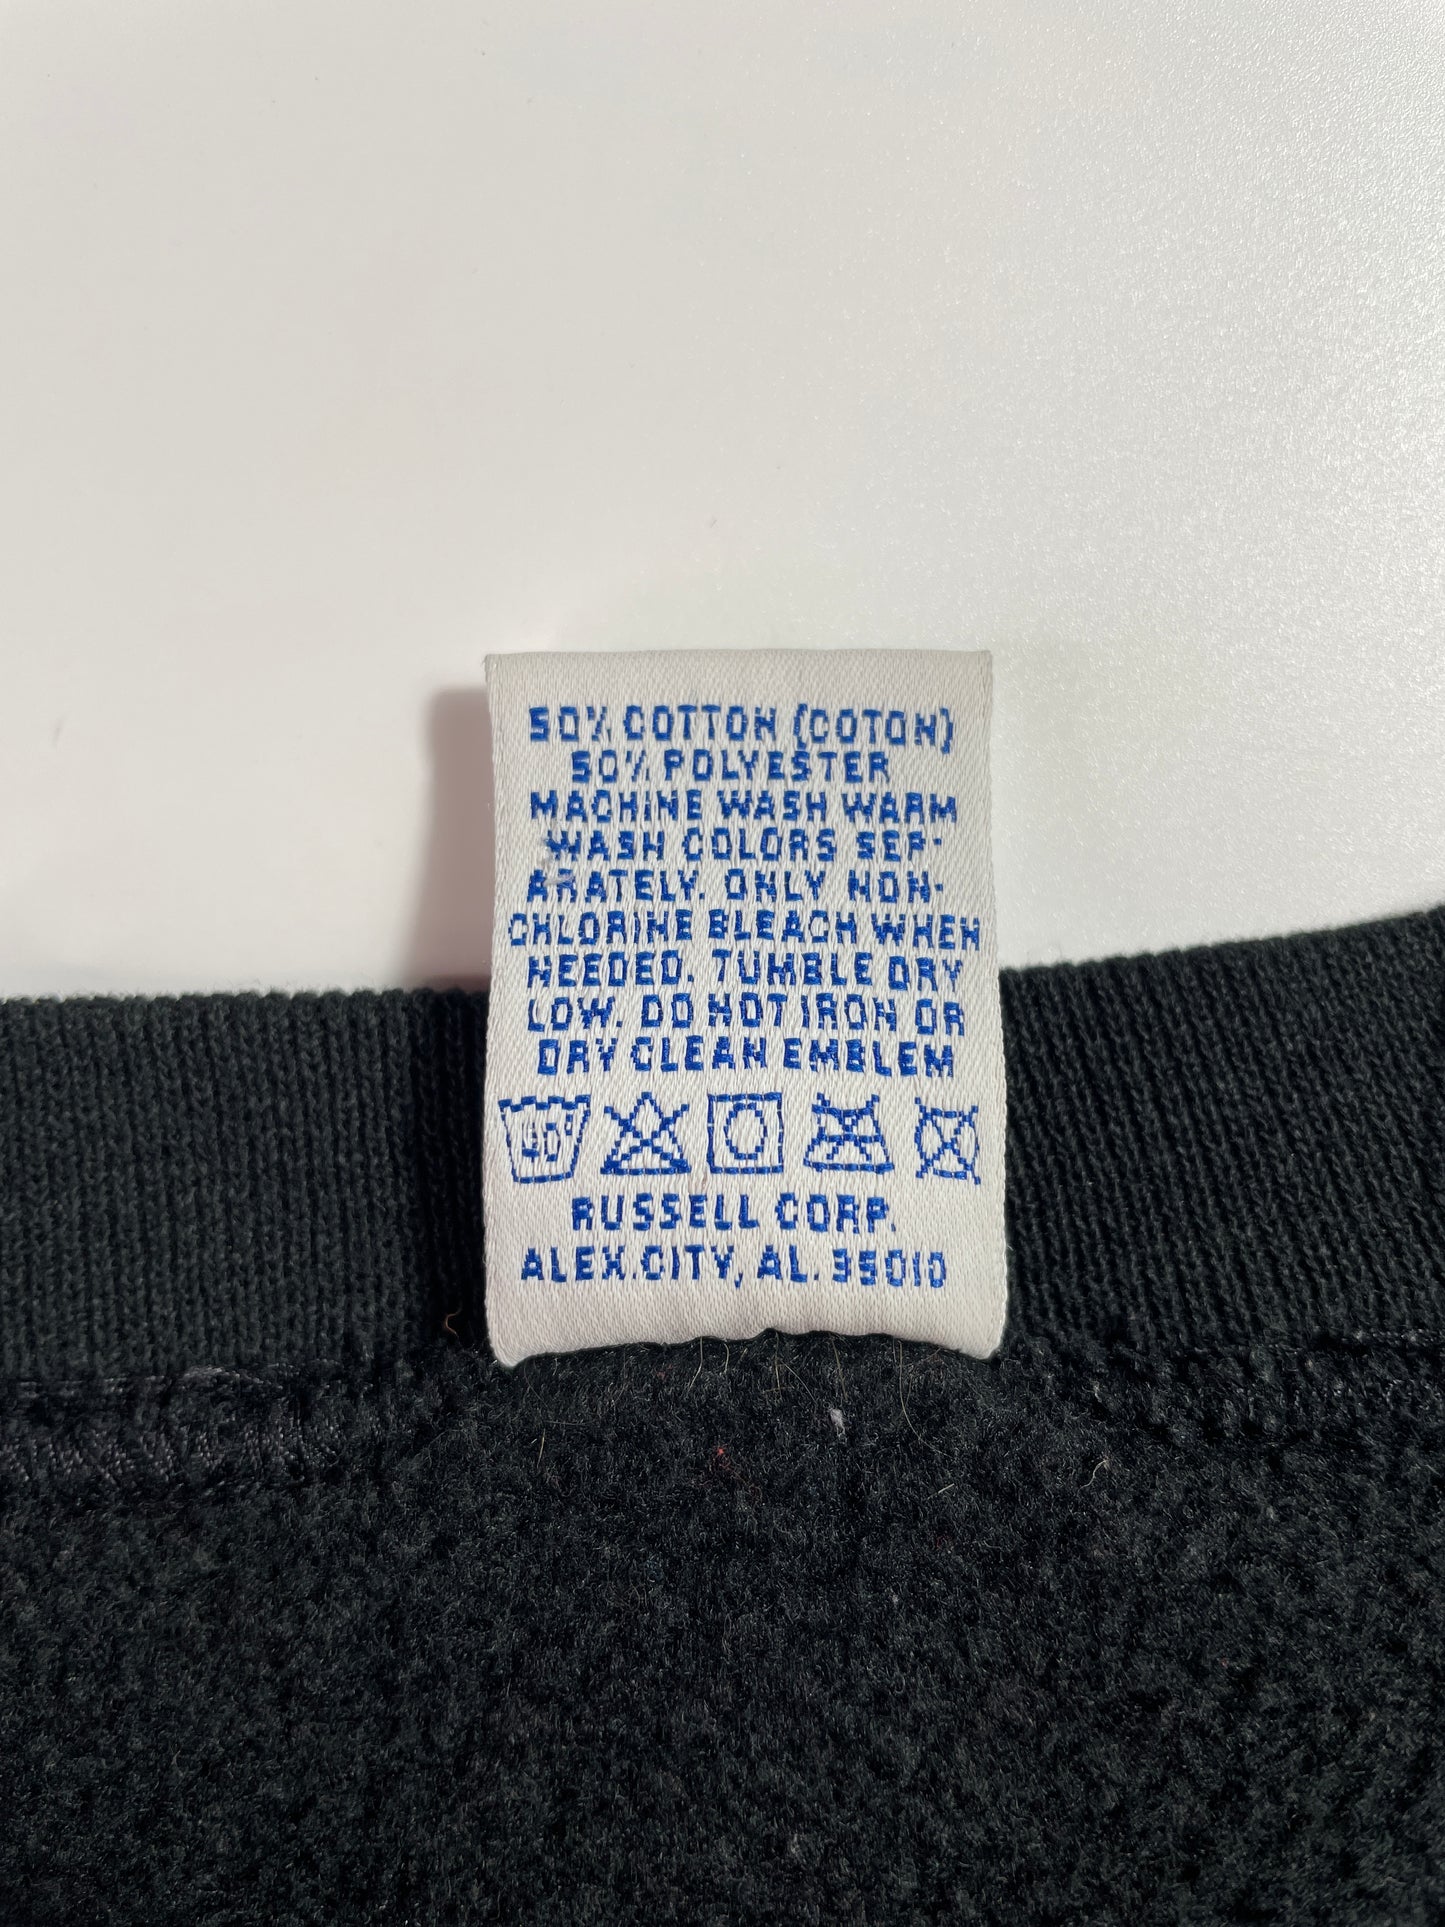 50% COTTON (COTON)
50% POLYESTER
MACHINE WASH WARM
WASH COLORS SEP-
ARATELY. ONLY NON-
CHLORINE BLEACH WHEN
NEEDED. TUMBLE DRY
LOW. DO NOT IRON OR
DRY CLEAN EMBLEM
40°
RUSSELL CORP.
ALEX.CITY, AL. 35010